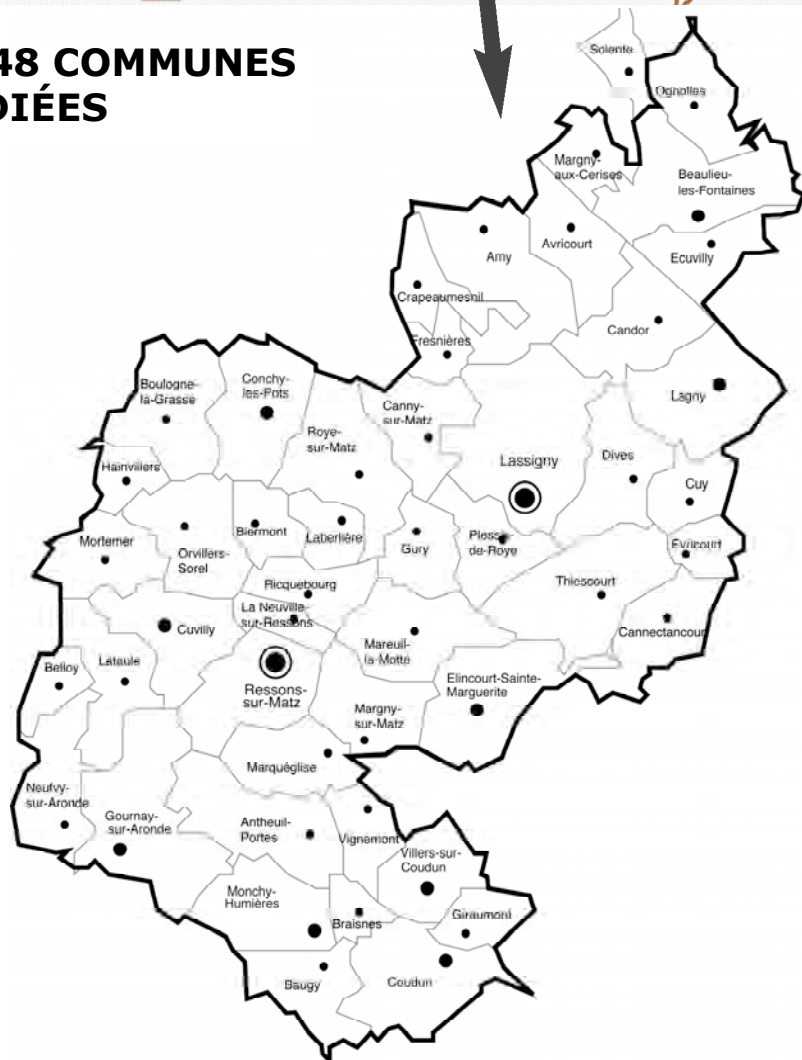 48 COMMUNES
DIÉES
Solente
Ognolles
Margny-
aux-Cerises
Beaulieu-
les-Fontaines
Amy
Avricourt
Ecuvilly
Crapeaumesnil
Candor
Fresnières
Boulogne-
la-Grasse
Conchy-
les-Pots
Canny-
sur-Matz
Lagny
Roye-
sur-Matz
Hainvillers
Lassigny
Dives
Cuy
Mortemer
Orvillers-
Sorel
Biermont
Laberlière
Gury
Pless
de-Roye
Evricourt
Ricquebourg
Thiescourt
La Neuville-
sur-Ressons
Cuvilly
Mareuil-
la-Motte
Cannectancour
Belloy
Lataule
Ressons-
sur-Matz
Elincourt-Sainte-
Marguerite
Margny-
sur-Matz
Marquéglise
Neufvy-
sur-Aronde
Gournay-
sur-Aronde
Antheuil-
Portes
Vignemont
Villers-sur-
Coudun
Monchy-
Humières
Braisnes
Giraumont
Baugy
Coudun